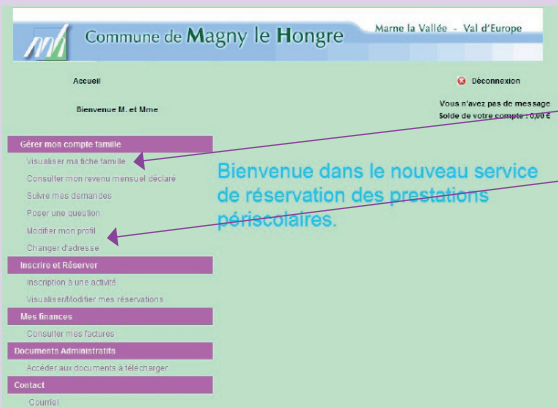 Commune de Magny le Hongre
Marne la Vallée - Val d'Europe
Accueil
Déconnexion
Bienvenue M. et Mme
Vous n'avez pas de message
Solde de votre compte : 0,00 €
Gérer mon compte famille
Visualiser ma fiche famille
Consulter mon revenu mensuel déclaré
Suivre mes demandes
Poser une question
Modifier mon profil
Changer d'adresse
Bienvenue dans le nouveau service
de réservation des prestations
périscolaires.
Inscrire et Réserver
Inscription à une activité
Visualiser/Modifier mes réservations
Mes finances
Consulter mes factures
Documents Administratifs
Accéder aux documents à télécharger
Contact
Courriel